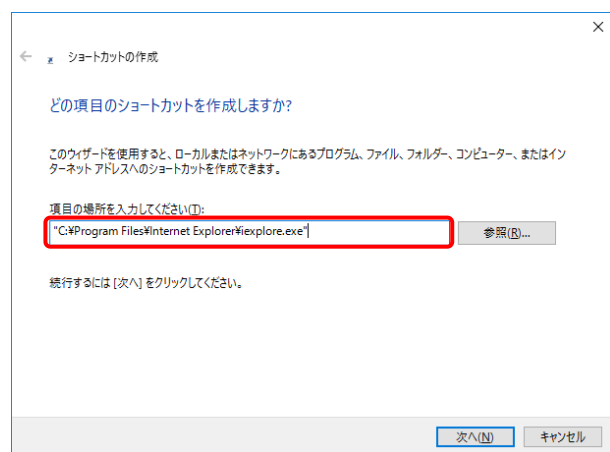 ショートカットの作成
どの項目のショートカットを作成しますか?
このウィザードを使用すると、ローカルまたはネットワークにあるプログラム、ファイル、フォルダー、コンピューター、またはイン
ターネット アドレスへのショートカットを作成できます。
項目の場所を入力してください(T):
"C:¥Program Files¥Internet Explorer¥iexplore.exe"
参照(R)...
続行するには [次へ] をクリックしてください。
次へ(N) キャンセル